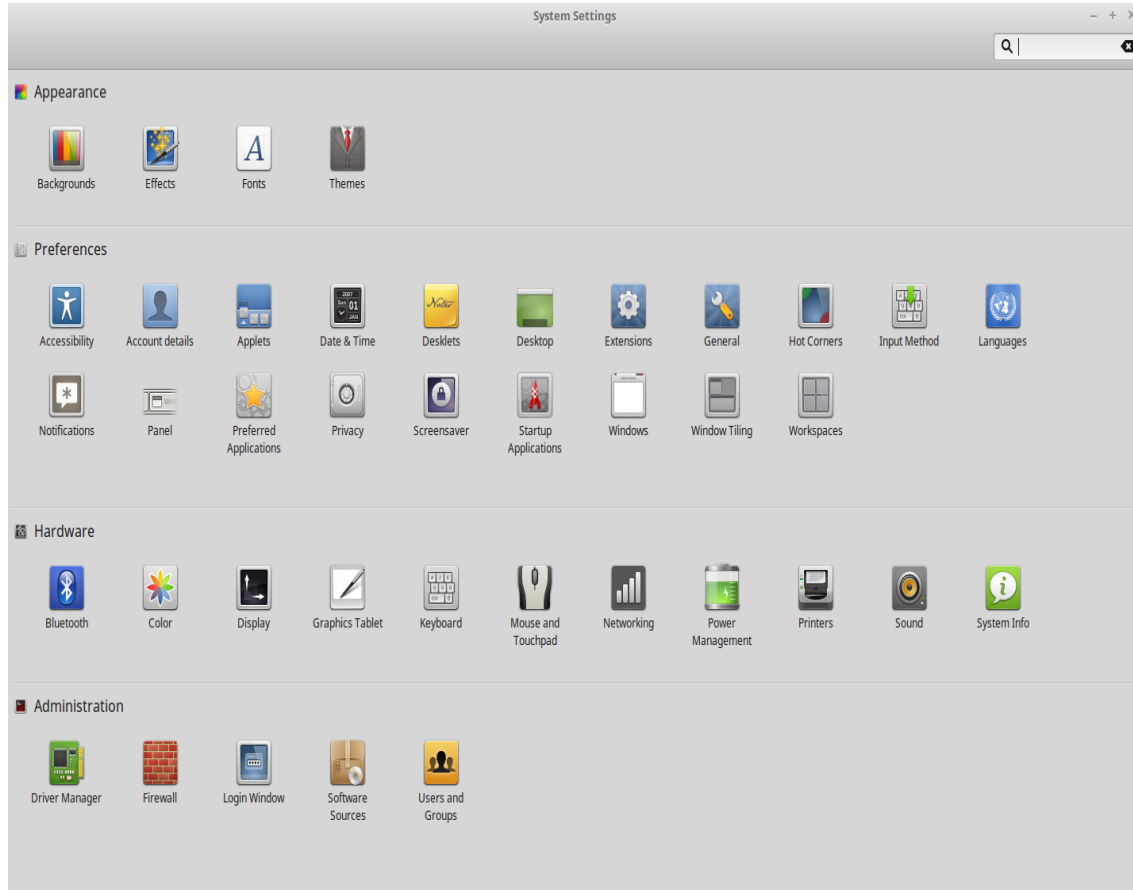 System Settings
Appearance
Backgrounds Effects Fonts Themes
Preferences
Accessibility Account details Applets Date & Time Desklets Desktop Extensions General Hot Corners Input Method Languages
Notifications Panel Preferred Applications Privacy Screensaver Startup Applications Windows Window Tiling Workspaces
Hardware
Bluetooth Color Display Graphics Tablet Keyboard Mouse and Touchpad Networking Power Management Printers Sound System Info
Administration
Driver Manager Firewall Login Window Software Sources Users and Groups